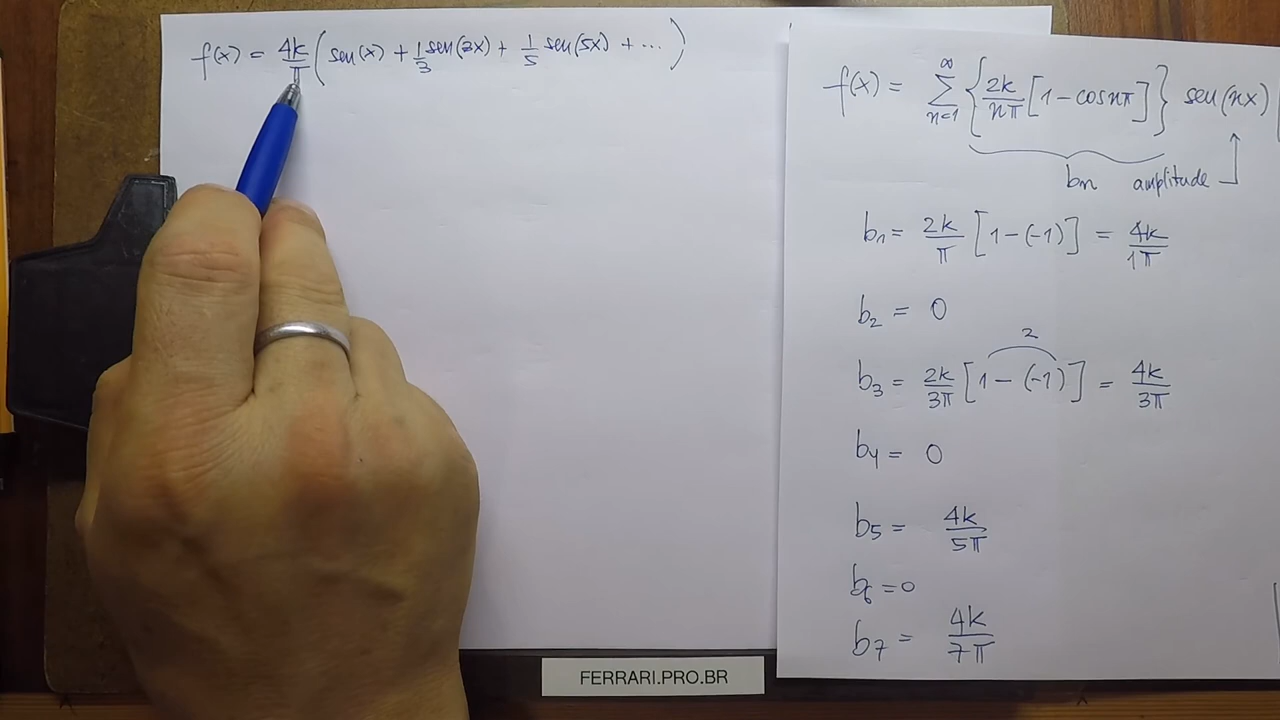 f(x) = 4k/π (sen(x) + 1/3 sen(3x) + 1/5 sen(5x) + ...)
f(x) = ∑_{n=1}^{∞} {2k/nπ [1 - cosnπ]} sen(nx)
bn amplitude
b1 = 2k/π [1 - (-1)] = 4k/1π
b2 = 0
2
b3 = 2k/3π [1 - (-1)] = 4k/3π
b4 = 0
b5 = 4k/5π
b6 = 0
b7 = 4k/7π
FERRARI.PRO.BR